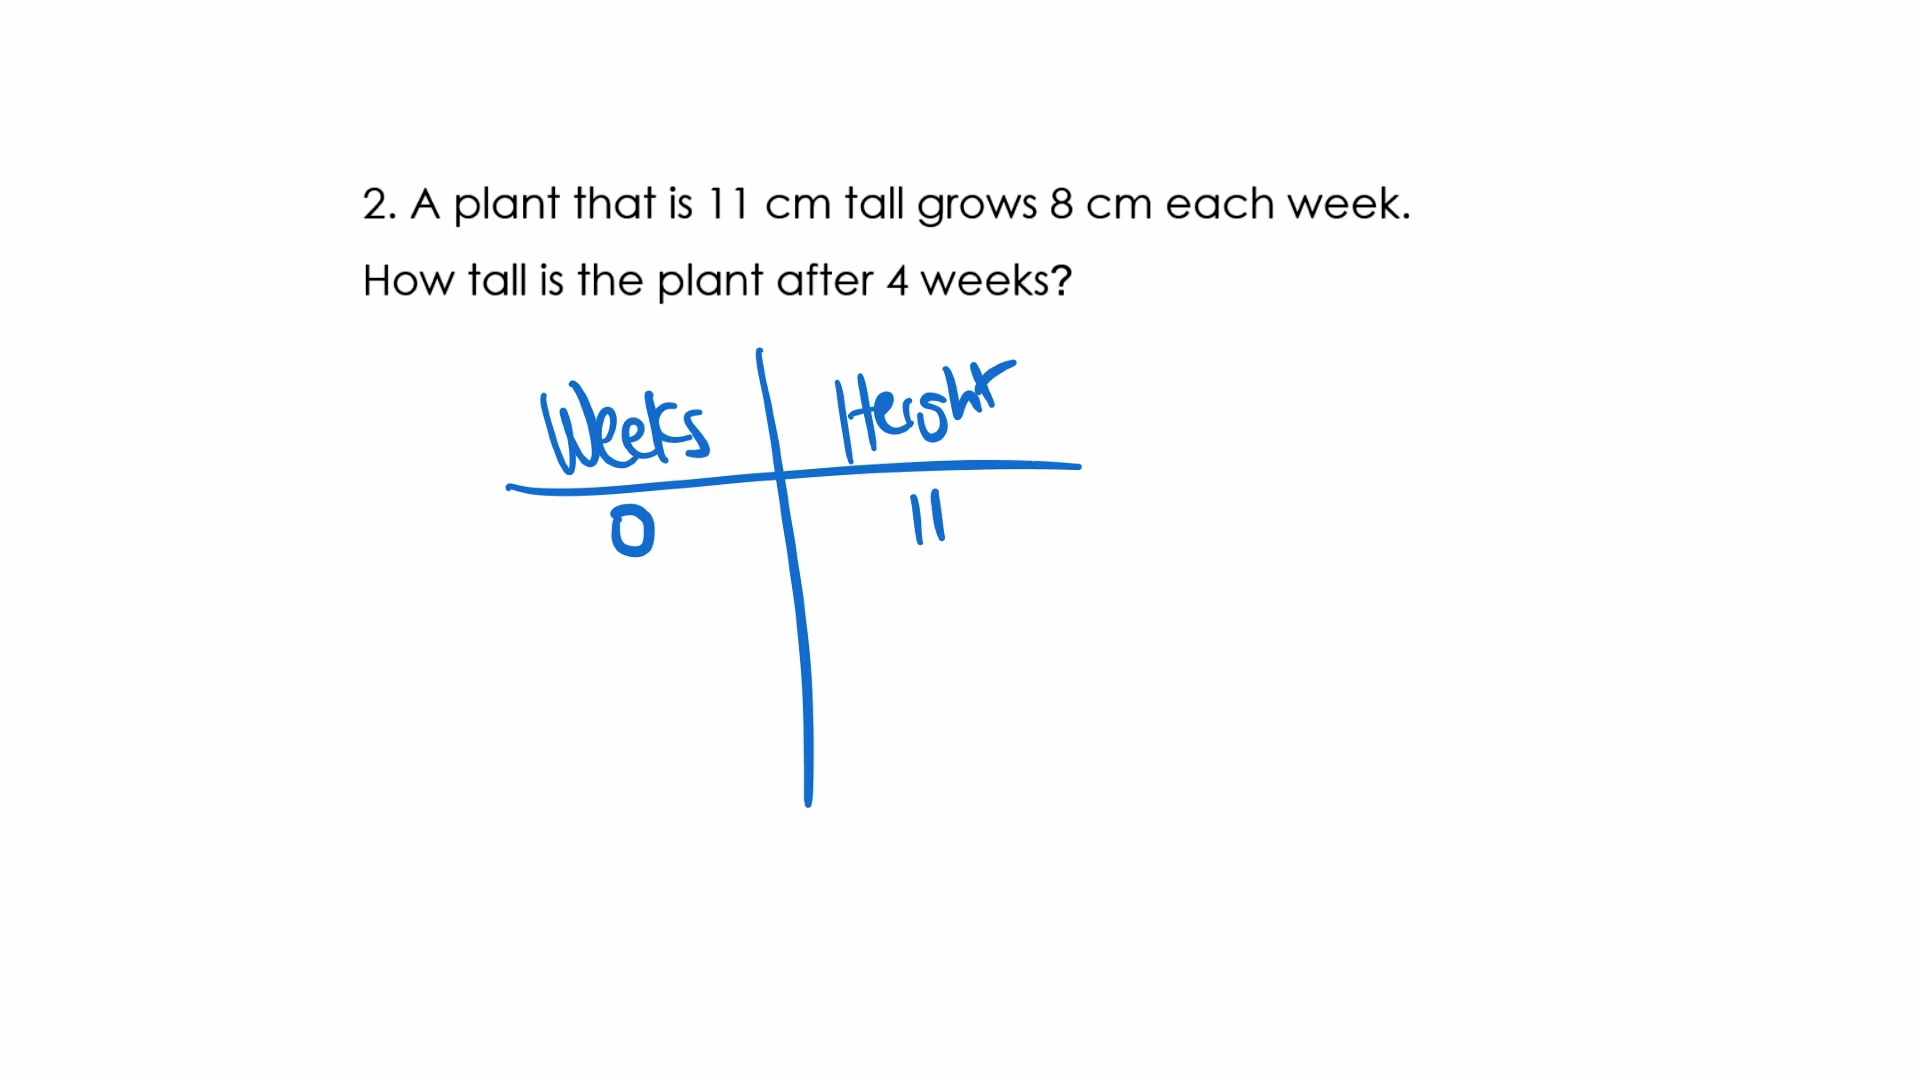 2. A plant that is 11 cm tall grows 8 cm each week.
How tall is the plant after 4 weeks?
Weeks Height
0 11